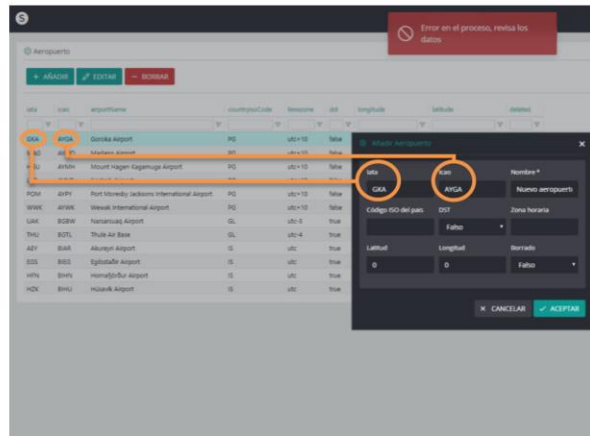 S
Error en el proceso, revisa los
datos
Aeropuerto
+ AÑADIR EDITAR − BORRAR
iata icao airportName countryIsoCode timezone dst longitude latitude deleted
GKA AYGA Goroka Airport PG utc+10 false
Madang Airport PG utc+10 false
AYMH Mount Hagen Kagamuga Airport PG utc+10 false
POM AYPY Port Moresby Jacksons International Airport PG utc+10 false
WWK AYWK Wewak International Airport PG utc+10 false
UAK BGBW Narsarsuaq Airport GL utc-3 true
THU BGTL Thule Air Base GL utc-4 true
AEY BIAR Akureyri Airport IS utc true
EGS BIEG Egilsstaðir Airport IS utc true
HFN BIHN Hornafjörður Airport IS utc true
HZK BIHU Húsavík Airport IS utc true
Añadir Aeropuerto ×
Iata Icao Nombre*
GKA AYGA Nuevo aeropuerto
Código ISO del país DST Zona horaria
Falso
Latitud Longitud Borrado
0 0 Falso
× CANCELAR ✓ ACEPTAR